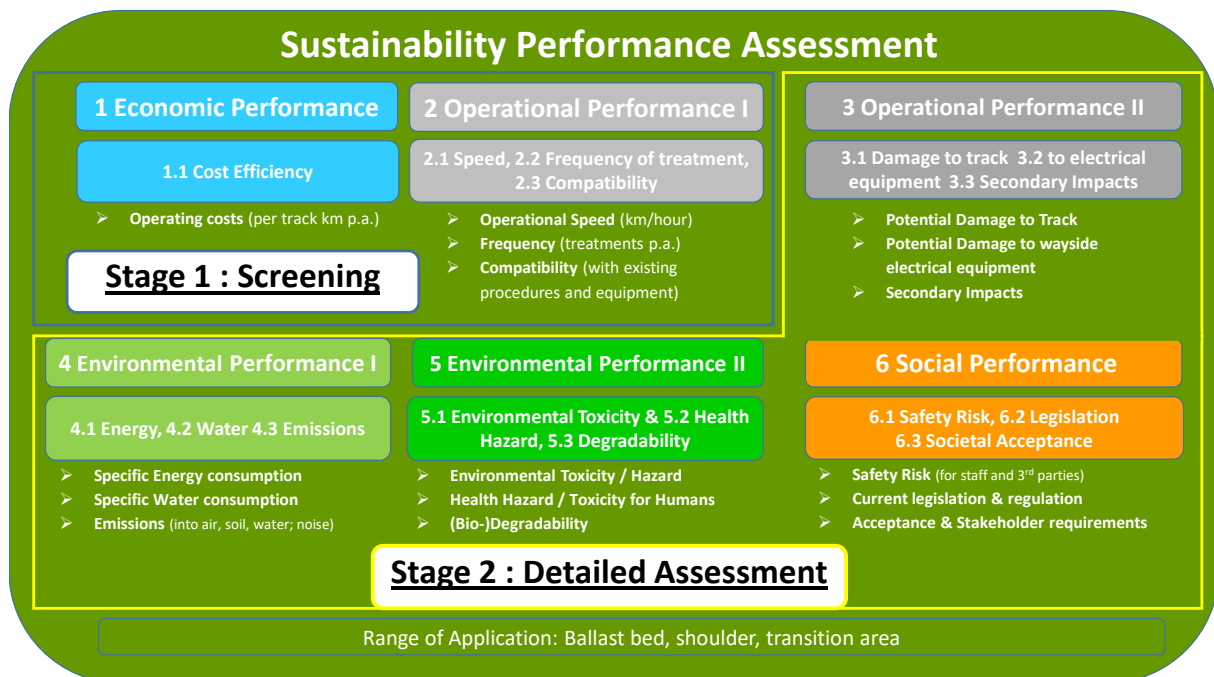 Sustainability Performance Assessment
1 Economic Performance
1.1 Cost Efficiency
➢ Operating costs (per track km p.a.)
Stage 1 : Screening
2 Operational Performance I
2.1 Speed, 2.2 Frequency of treatment,
2.3 Compatibility
➢ Operational Speed (km/hour)
➢ Frequency (treatments p.a.)
➢ Compatibility (with existing
procedures and equipment)
3 Operational Performance II
3.1 Damage to track 3.2 to electrical
equipment 3.3 Secondary Impacts
➢ Potential Damage to Track
➢ Potential Damage to wayside
electrical equipment
➢ Secondary Impacts
4 Environmental Performance I
4.1 Energy, 4.2 Water 4.3 Emissions
➢ Specific Energy consumption
➢ Specific Water consumption
➢ Emissions (into air, soil, water; noise)
5 Environmental Performance II
5.1 Environmental Toxicity & 5.2 Health
Hazard, 5.3 Degradability
➢ Environmental Toxicity / Hazard
➢ Health Hazard / Toxicity for Humans
➢ (Bio-)Degradability
6 Social Performance
6.1 Safety Risk, 6.2 Legislation
6.3 Societal Acceptance
➢ Safety Risk (for staff and 3rd parties)
➢ Current legislation & regulation
➢ Acceptance & Stakeholder requirements
Stage 2 : Detailed Assessment
Range of Application: Ballast bed, shoulder, transition area